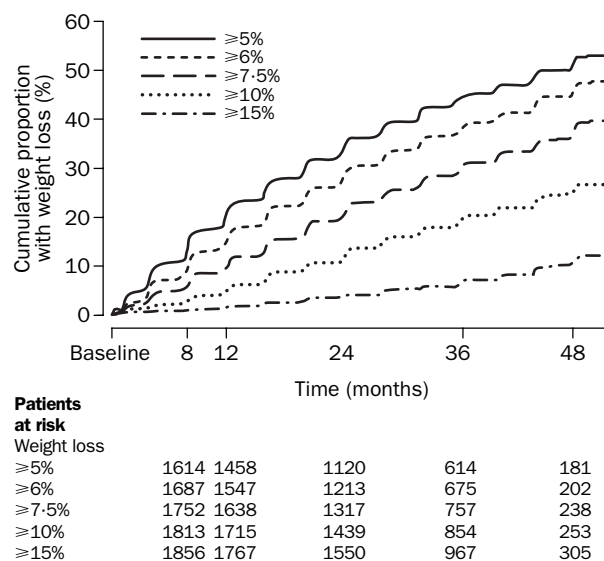 60
50
40
30
20
10
0
Cumulative proportion
with weight loss (%)
⩾5%
⩾6%
⩾7·5%
⩾10%
⩾15%
Baseline 8 12 24 36 48
Time (months)
Patients
at risk
Weight loss
⩾5% 1614 1458 1120 614 181
⩾6% 1687 1547 1213 675 202
⩾7·5% 1752 1638 1317 757 238
⩾10% 1813 1715 1439 854 253
⩾15% 1856 1767 1550 967 305